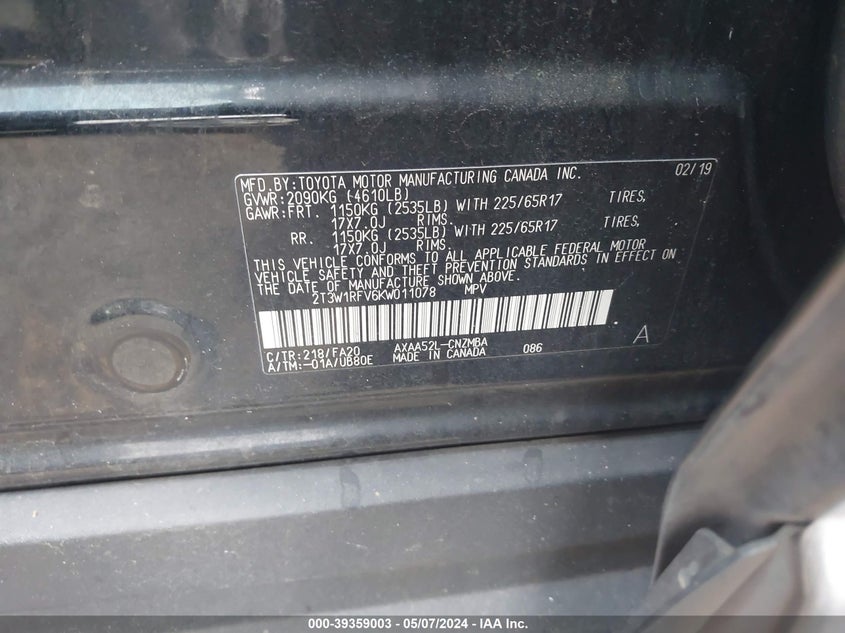 MFD.BY:TOYOTA MOTOR MANUFACTURING CANADA INC. 02/19
GVWR:2090KG (4610LB)
GAWR:FRT. 1150KG (2535LB) WITH 225/65R17 TIRES,
17X7.0J RIMS.
RR. 1150KG (2535LB) WITH 225/65R17 TIRES,
17X7.0J RIMS.
THIS VEHICLE CONFORMS TO ALL APPLICABLE FEDERAL MOTOR
VEHICLE SAFETY AND THEFT PREVENTION STANDARDS IN EFFECT ON
THE DATE OF MANUFACTURE SHOWN ABOVE.
2T3W1RFV6KW011078 MPV
C/TR:218/FA20 AXAA52L-CNZMBA
A/TM:-01A/UB80E MADE IN CANADA 086 A
000-39359003 — 05/07/2024 — IAA Inc.